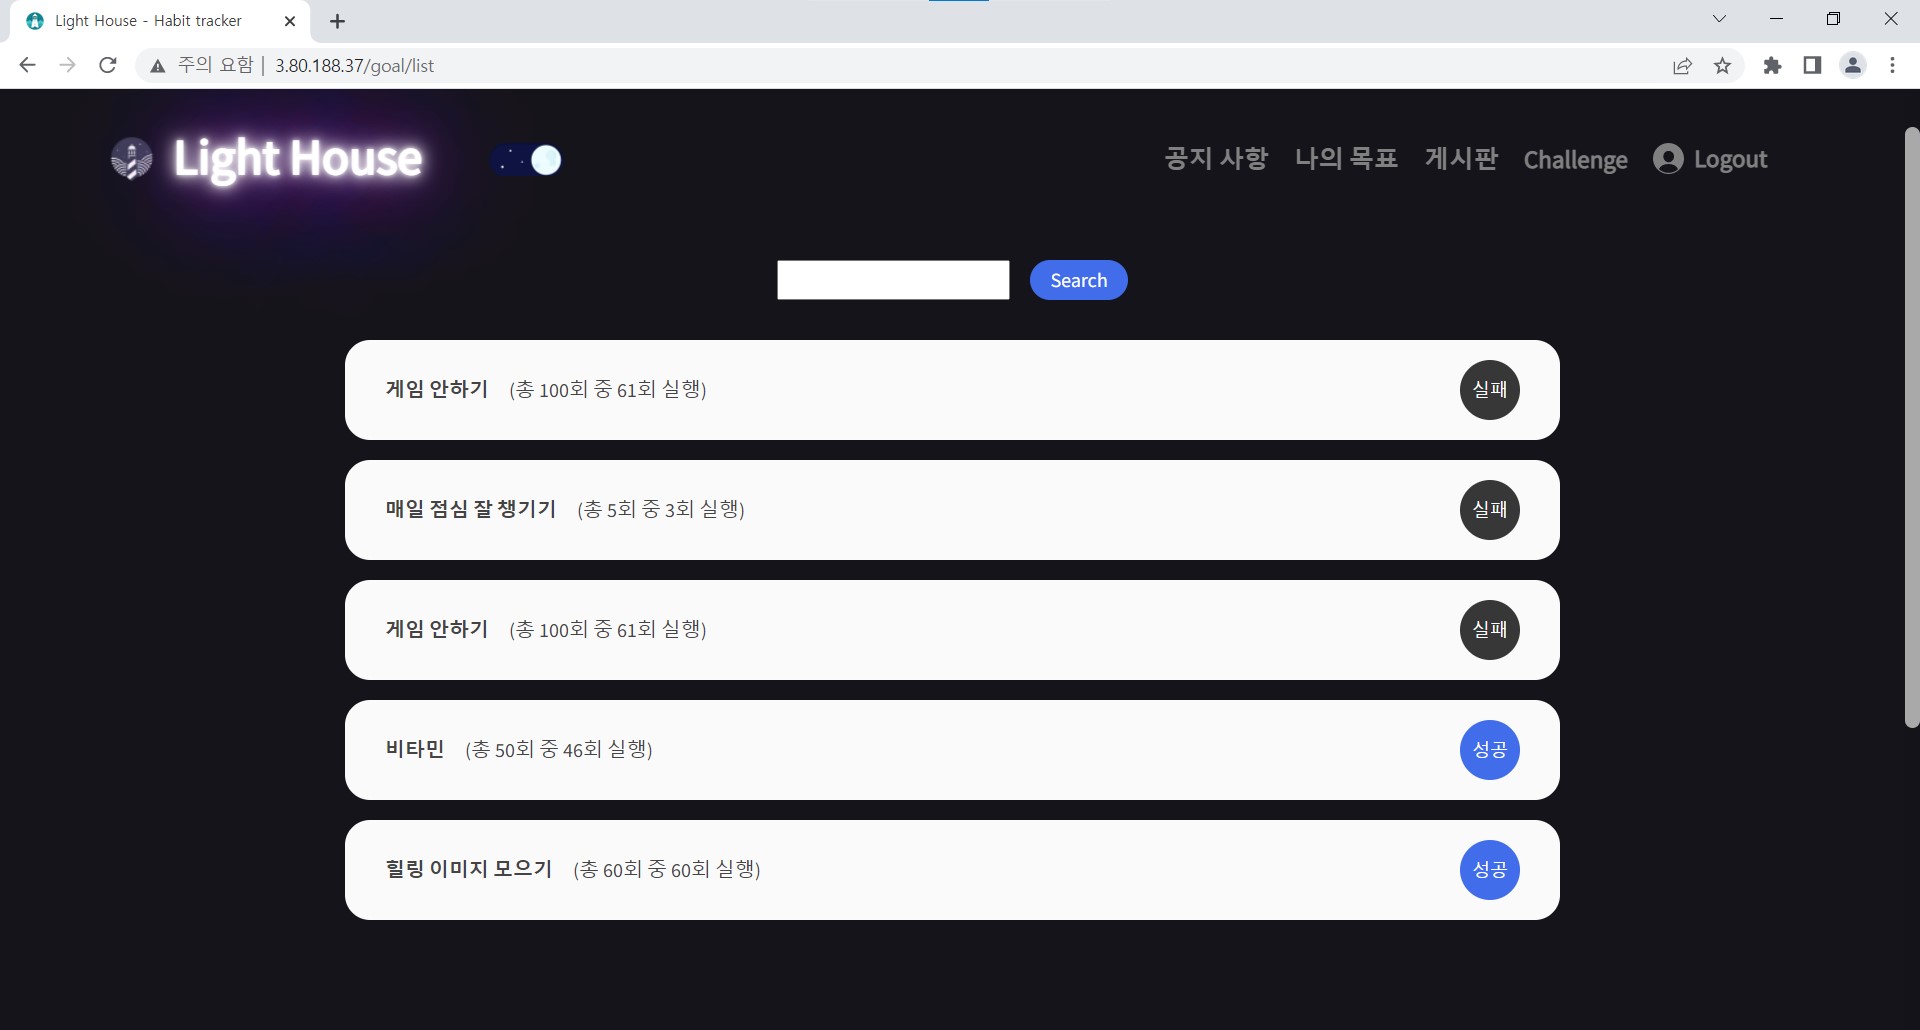 Light House - Habit tracker
주의 요함 | 3.80.188.37/goal/list
Light House
공지 사항 나의 목표 게시판 Challenge Logout
Search
게임 안하기 (총 100회 중 61회 실행) 실패
매일 점심 잘 챙기기 (총 5회 중 3회 실행) 실패
게임 안하기 (총 100회 중 61회 실행) 실패
비타민 (총 50회 중 46회 실행) 성공
힐링 이미지 모으기 (총 60회 중 60회 실행) 성공